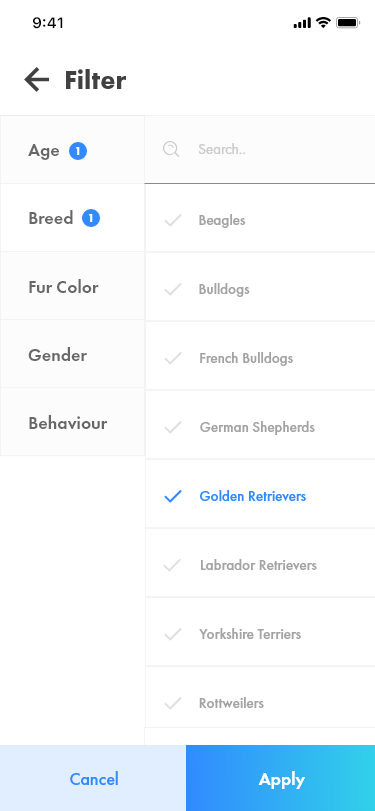 9:41
Filter
Age 1
Breed 1
Fur Color
Gender
Behaviour
Search..
Beagles
Bulldogs
French Bulldogs
German Shepherds
Golden Retrievers
Labrador Retrievers
Yorkshire Terriers
Rottweilers
Cancel
Apply